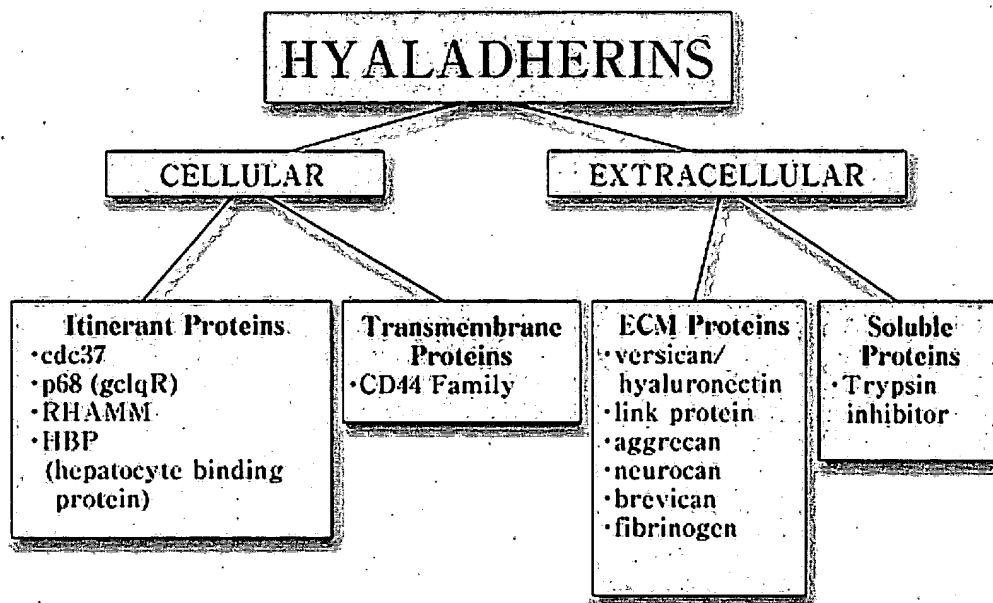 HYALADHERINS
CELLULAR
EXTRACELLULAR
Itinerant Proteins
·cdc37
·p68 (gclqR)
·RHAMM
·HBP
(hepatocyte binding
protein)
Transmembrane
Proteins
·CD44 Family
ECM Proteins
·versican/
hyaluronectin
·link protein
·aggrecan
·neurocan
·brevican
·fibrinogen
Soluble
Proteins
·Trypsin
inhibitor